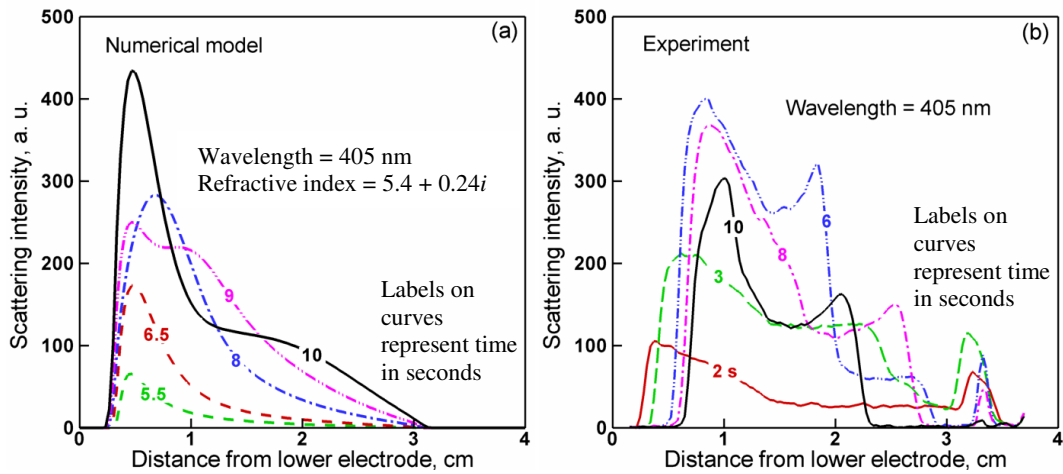 (a)
Numerical model
Wavelength = 405 nm
Refractive index = 5.4 + 0.24i
Labels on
curves
represent time
in seconds
10
9
8
6.5
5.5
Scattering intensity, a. u.
500
400
300
200
100
0
0 1 2 3 4
Distance from lower electrode, cm
(b)
Experiment
Wavelength = 405 nm
Labels on
curves
represent time
in seconds
6
10
8
3
2 s
Scattering intensity, a. u.
500
400
300
200
100
0
0 1 2 3 4
Distance from lower electrode, cm